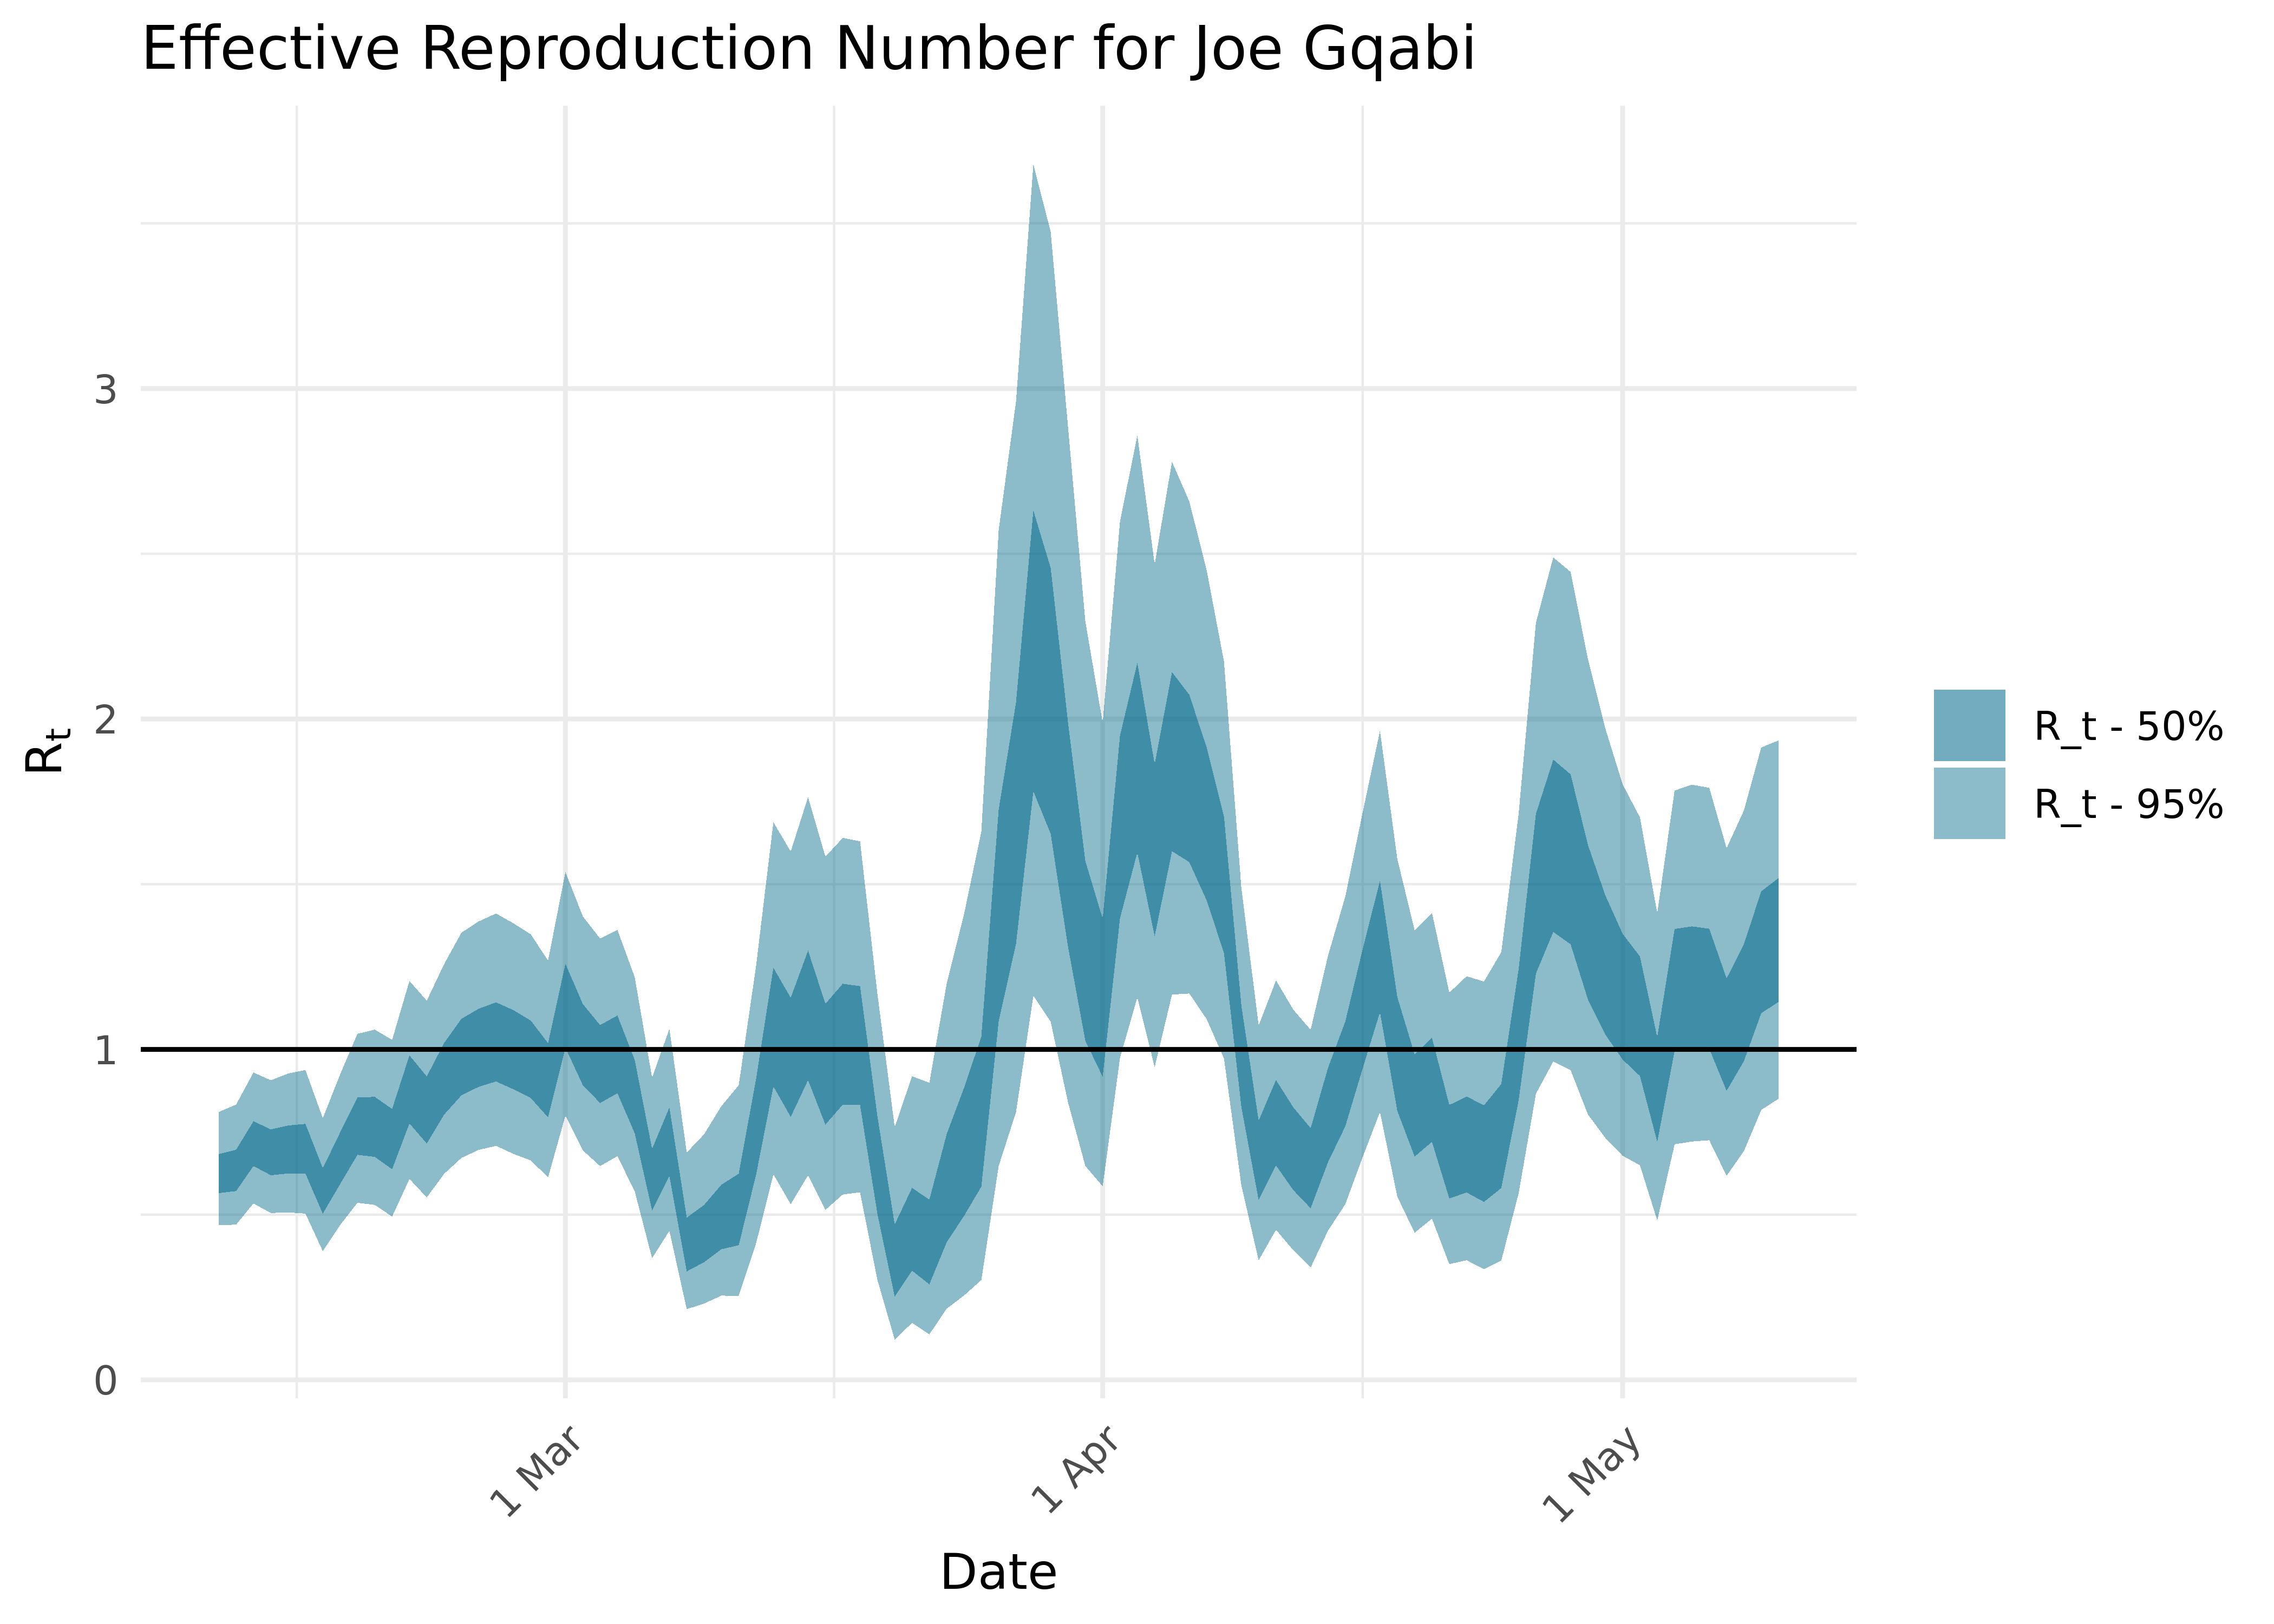 Effective Reproduction Number for Joe Gqabi
3
2
1
0
R_t
1 Mar
1 Apr
1 May
Date
R_t - 50%
R_t - 95%